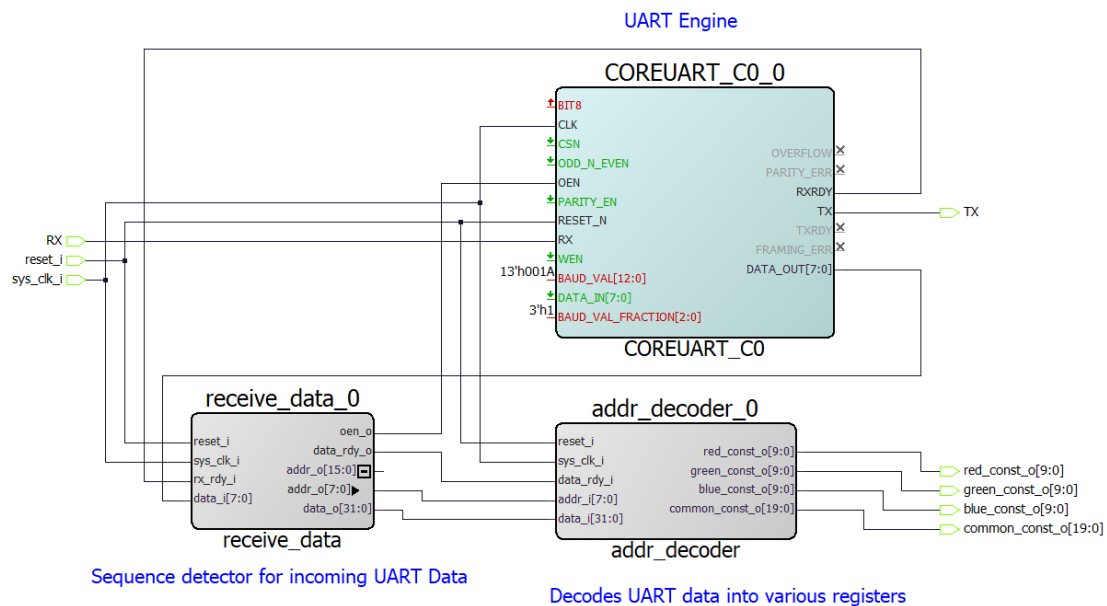 UART Engine
COREUART_C0_0
BIT8
CLK
CSN
ODD_N_EVEN
OEN
PARITY_EN
RESET_N
RX
WEN
13'h001A
BAUD_VAL[12:0]
DATA_IN[7:0]
3'h1
BAUD_VAL_FRACTION[2:0]
OVERFLOW
PARITY_ERR
RXRDY
TX
TXRDY
FRAMING_ERR
DATA_OUT[7:0]
COREUART_C0
TX
RX
reset_i
sys_clk_i
receive_data_0
reset_i
sys_clk_i
rx_rdy_i
data_i[7:0]
oen_o
data_rdy_o
addr_o[15:0]
addr_o[7:0]
data_o[31:0]
receive_data
Sequence detector for incoming UART Data
addr_decoder_0
reset_i
sys_clk_i
data_rdy_i
addr_i[7:0]
data_i[31:0]
red_const_o[9:0]
green_const_o[9:0]
blue_const_o[9:0]
common_const_o[19:0]
addr_decoder
red_const_o[9:0]
green_const_o[9:0]
blue_const_o[9:0]
common_const_o[19:0]
Decodes UART data into various registers